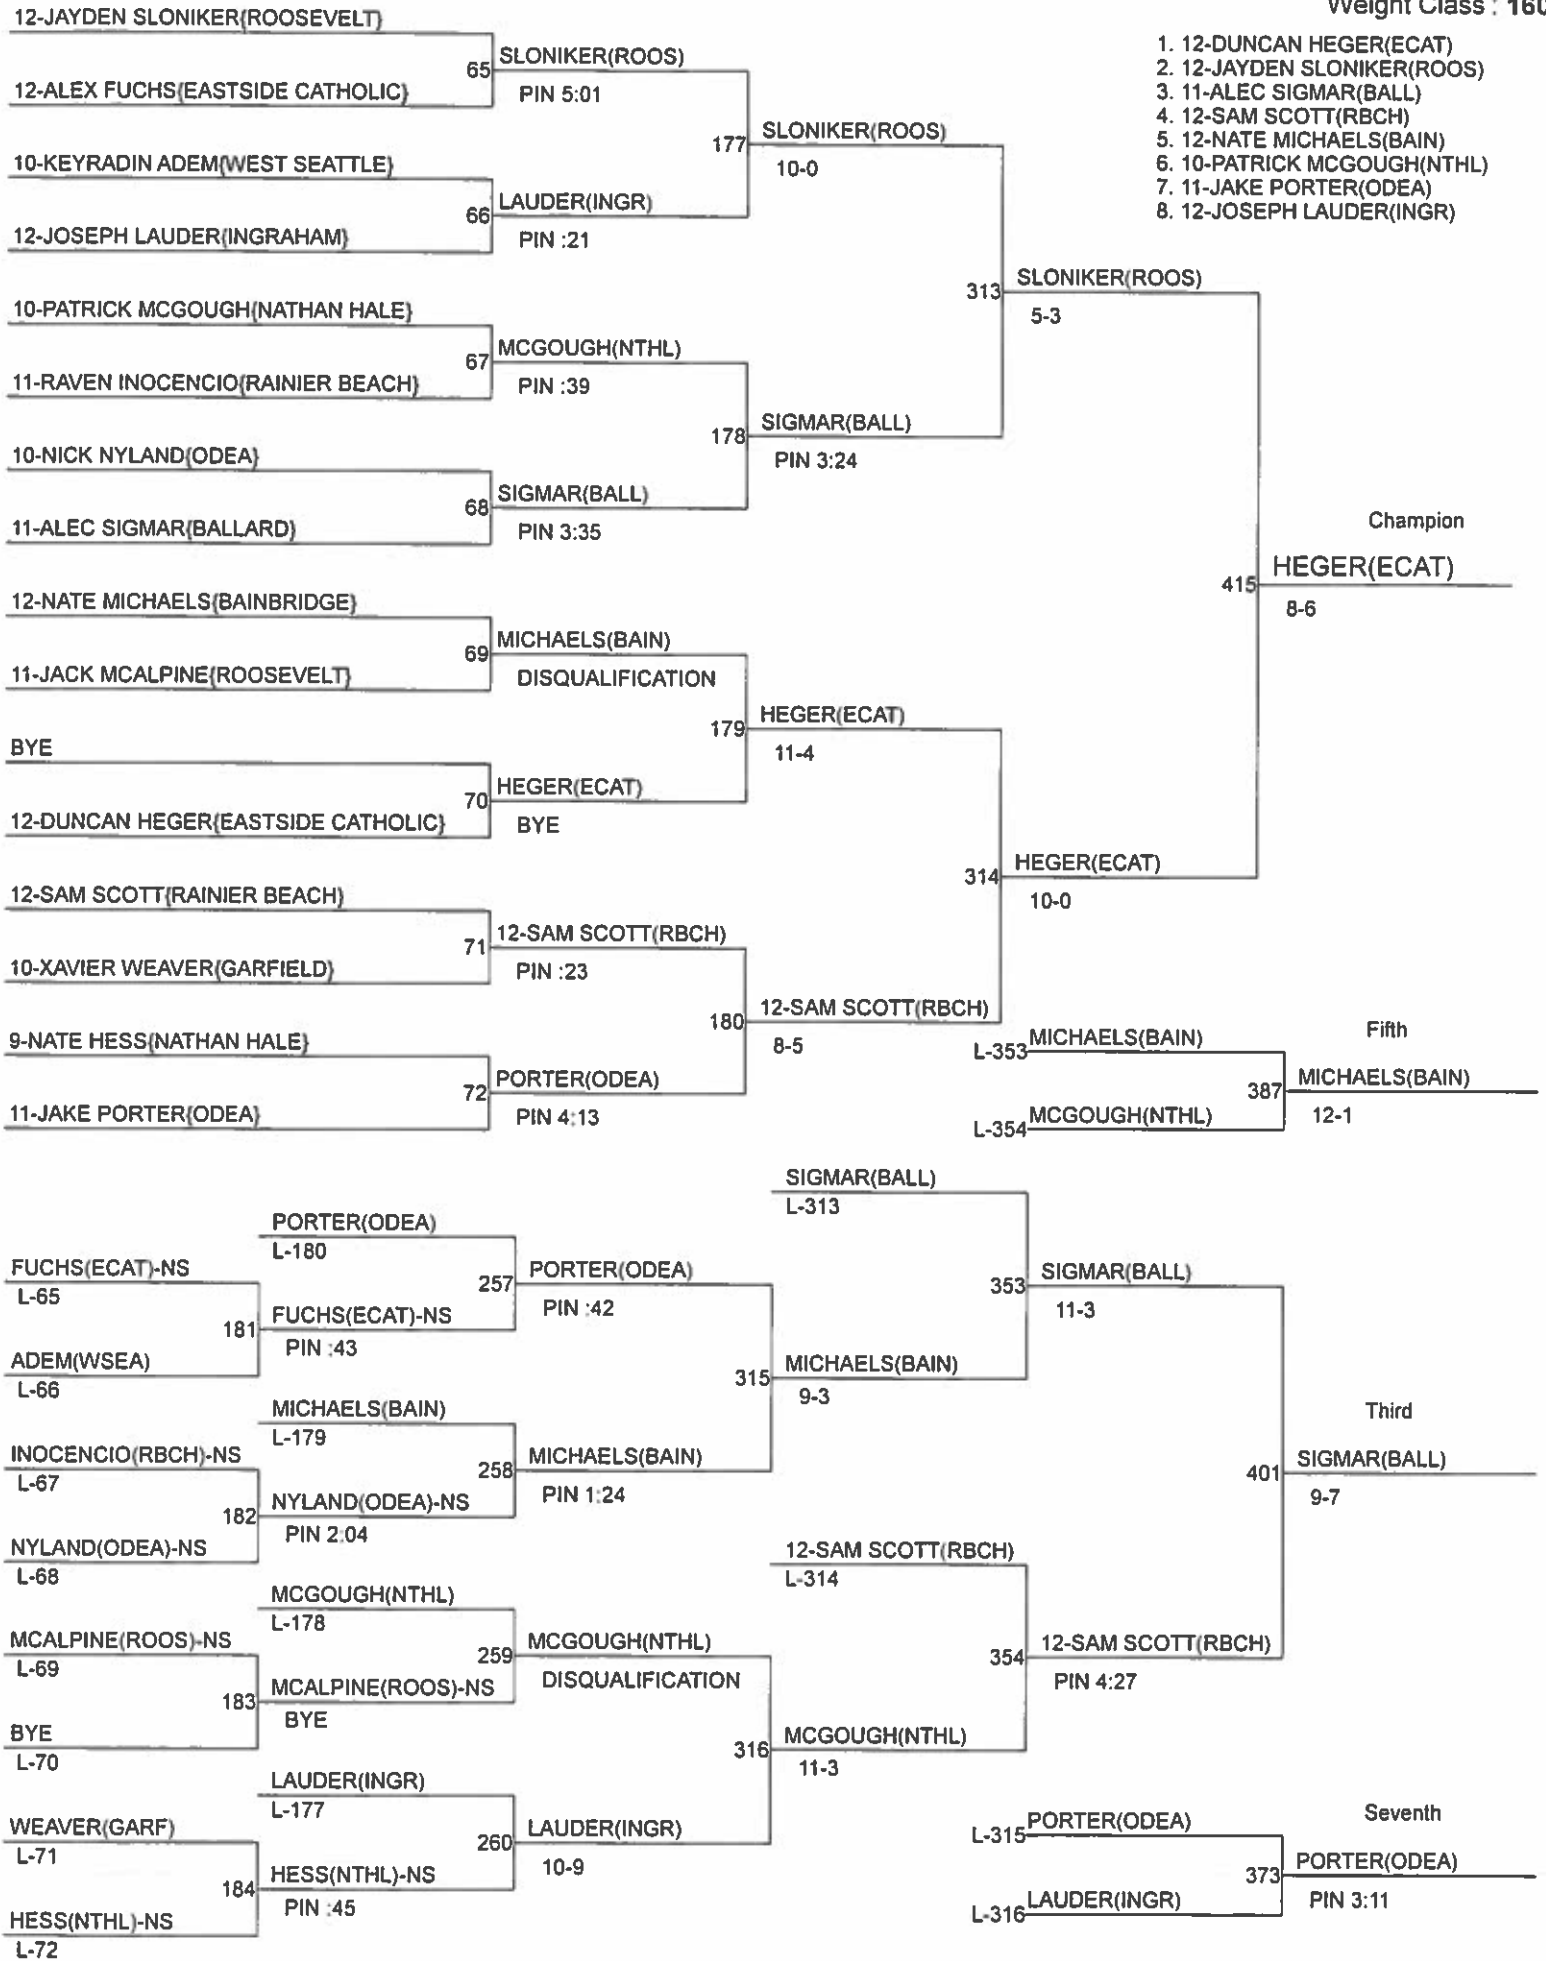 Weight Class : 160
1. 12-DUNCAN HEGER(ECAT)
2. 12-JAYDEN SLONIKER(ROOS)
3. 11-ALEC SIGMAR(BALL)
4. 12-SAM SCOTT(RBCH)
5. 12-NATE MICHAELS(BAIN)
6. 10-PATRICK MCGOUGH(NTHL)
7. 11-JAKE PORTER(ODEA)
8. 12-JOSEPH LAUDER(INGR)
12-JAYDEN SLONIKER(ROOSEVELT)
12-ALEX FUCHS(EASTSIDE CATHOLIC)
10-KEYRADIN ADEM(WEST SEATTLE)
12-JOSEPH LAUDER(INGRAHAM)
10-PATRICK MCGOUGH(NATHAN HALE)
11-RAVEN INOCENCIO(RAINIER BEACH)
10-NICK NYLAND(ODEA)
11-ALEC SIGMAR(BALLARD)
12-NATE MICHAELS(BAINBRIDGE)
11-JACK MCALPINE(ROOSEVELT)
BYE
12-DUNCAN HEGER(EASTSIDE CATHOLIC)
12-SAM SCOTT(RAINIER BEACH)
10-XAVIER WEAVER(GARFIELD)
9-NATE HESS(NATHAN HALE)
11-JAKE PORTER(ODEA)
65 SLONIKER(ROOS)
PIN 5:01
66 LAUDER(INGR)
PIN :21
67 MCGOUGH(NTHL)
PIN :39
68 SIGMAR(BALL)
PIN 3:35
69 MICHAELS(BAIN)
DISQUALIFICATION
70 HEGER(ECAT)
BYE
71 12-SAM SCOTT(RBCH)
PIN :23
72 PORTER(ODEA)
PIN 4:13
177 SLONIKER(ROOS)
10-0
178 SIGMAR(BALL)
PIN 3:24
179 HEGER(ECAT)
11-4
180 12-SAM SCOTT(RBCH)
8-5
313 SLONIKER(ROOS)
5-3
314 HEGER(ECAT)
10-0
Champion
415 HEGER(ECAT)
8-6
Fifth
L-353 MICHAELS(BAIN)
L-354 MCGOUGH(NTHL)
387 MICHAELS(BAIN)
12-1
FUCHS(ECAT)-NS
L-65
ADEM(WSEA)
L-66
INOCENCIO(RBCH)-NS
L-67
NYLAND(ODEA)-NS
L-68
MCALPINE(ROOS)-NS
L-69
BYE
L-70
WEAVER(GARF)
L-71
HESS(NTHL)-NS
L-72
PORTER(ODEA)
L-180
181 FUCHS(ECAT)-NS
PIN :43
MICHAELS(BAIN)
L-179
182 NYLAND(ODEA)-NS
PIN 2:04
MCGOUGH(NTHL)
L-178
183 MCALPINE(ROOS)-NS
BYE
LAUDER(INGR)
L-177
184 HESS(NTHL)-NS
PIN :45
257 PORTER(ODEA)
PIN :42
258 MICHAELS(BAIN)
PIN 1:24
259 MCGOUGH(NTHL)
DISQUALIFICATION
260 LAUDER(INGR)
10-9
SIGMAR(BALL)
L-313
315 MICHAELS(BAIN)
9-3
12-SAM SCOTT(RBCH)
L-314
316 MCGOUGH(NTHL)
11-3
353 SIGMAR(BALL)
11-3
354 12-SAM SCOTT(RBCH)
PIN 4:27
Third
401 SIGMAR(BALL)
9-7
Seventh
L-315 PORTER(ODEA)
L-316 LAUDER(INGR)
373 PORTER(ODEA)
PIN 3:11